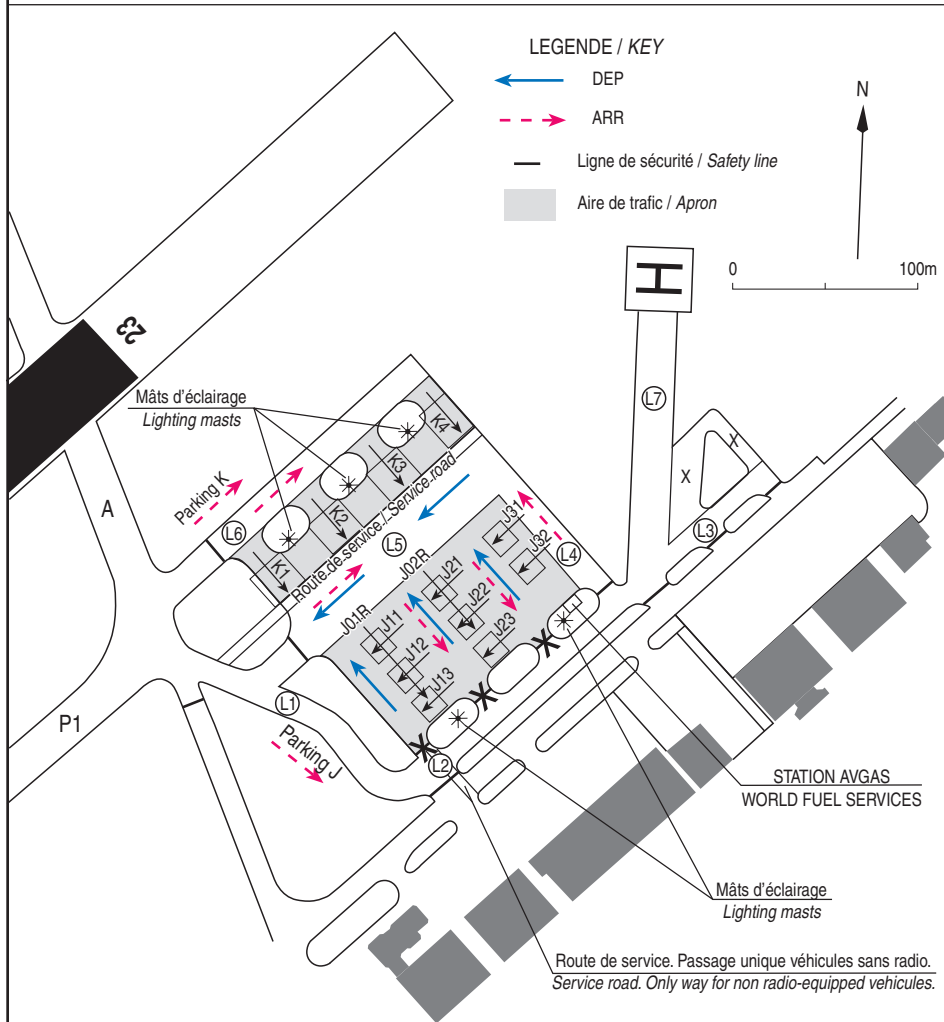 LEGENDE / KEY
DEP
ARR
Ligne de sécurité / Safety line
Aire de trafic / Apron
N
0 100m
23
H
L7
Mâts d'éclairage
Lighting masts
K4
K3
K2
K1
X X
A
Parking K
L6
Route de service / Service road
L5
L3
L4
J31
J32
J02R
J21
J22
J23
J01R
J11
J12
J13
P1
L1
Parking J
L2
STATION AVGAS
WORLD FUEL SERVICES
Mâts d'éclairage
Lighting masts
Route de service. Passage unique véhicules sans radio.
Service road. Only way for non radio-equipped vehicules.